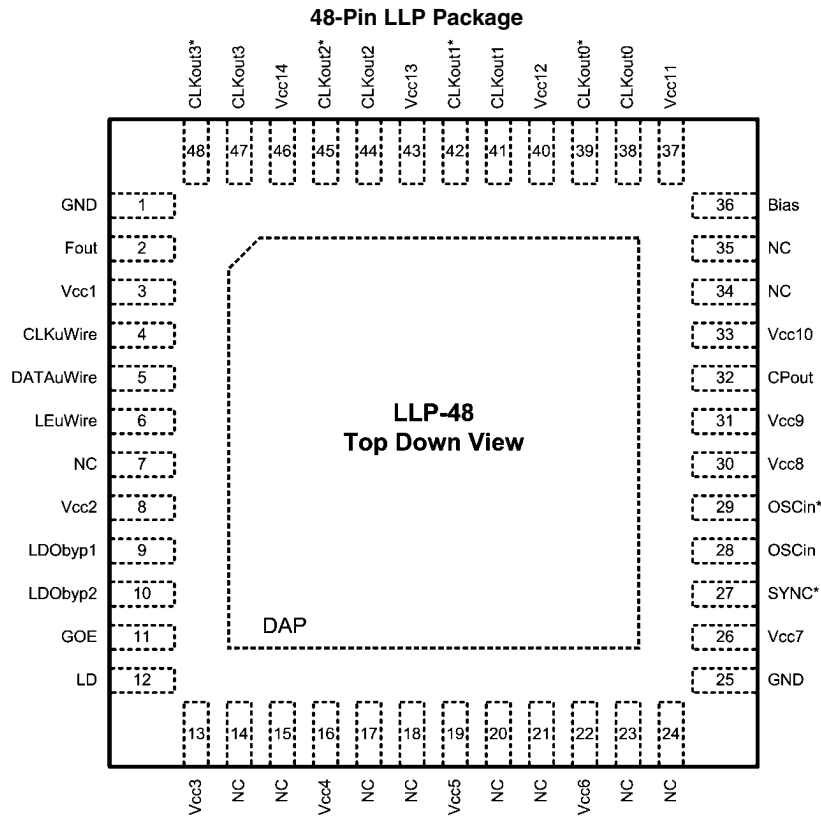 48-Pin LLP Package
CLKout3*
CLKout3
Vcc14
CLKout2*
CLKout2
Vcc13
CLKout1*
CLKout1
Vcc12
CLKout0*
CLKout0
Vcc11
48 47 46 45 44 43 42 41 40 39 38 37
GND 1 36 Bias
Fout 2 35 NC
Vcc1 3 34 NC
CLKuWire 4 33 Vcc10
DATAuWire 5 32 CPout
LEuWire 6 31 Vcc9
NC 7 30 Vcc8
Vcc2 8 29 OSCin*
LDObyp1 9 28 OSCin
LDObyp2 10 27 SYNC*
GOE 11 26 Vcc7
LD 12 25 GND
LLP-48
Top Down View
DAP
13 14 15 16 17 18 19 20 21 22 23 24
Vcc3
NC
NC
Vcc4
NC
NC
Vcc5
NC
NC
Vcc6
NC
NC